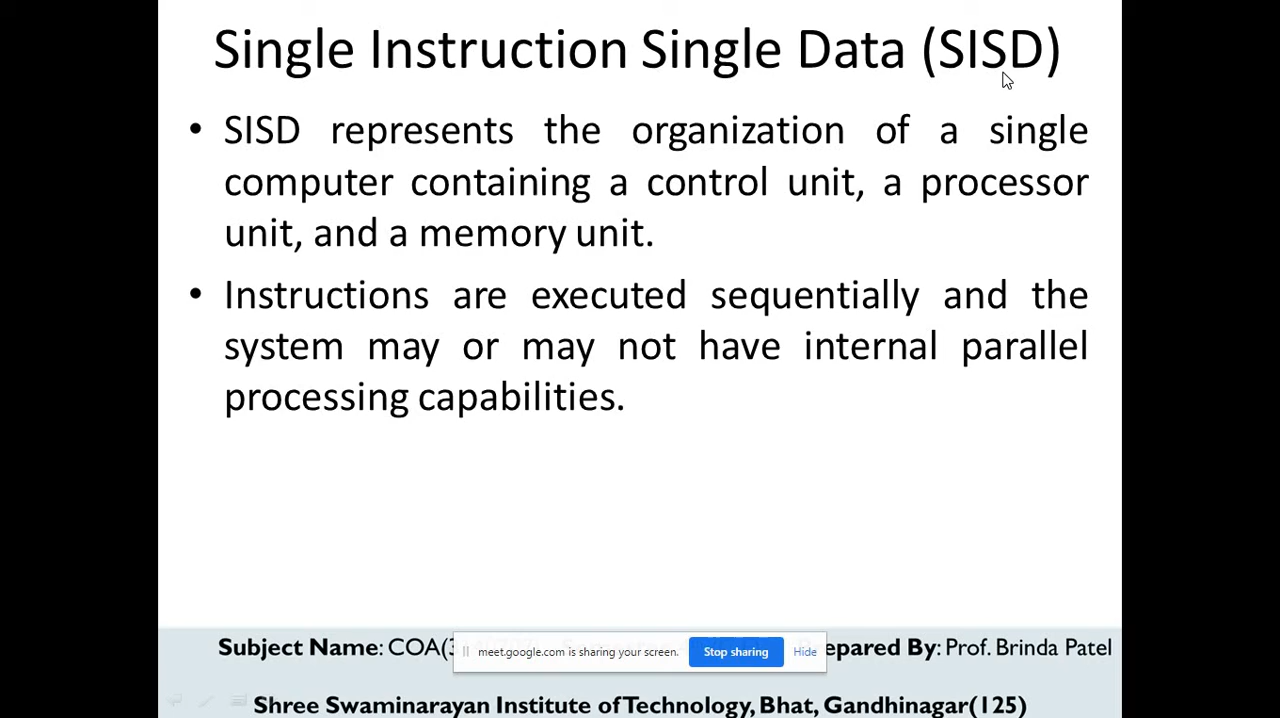 Single Instruction Single Data (SISD)
• SISD represents the organization of a single
computer containing a control unit, a processor
unit, and a memory unit.
• Instructions are executed sequentially and the
system may or may not have internal parallel
processing capabilities.
Subject Name: COA( Prepared By: Prof. Brinda Patel
meet.google.com is sharing your screen. Stop sharing Hide
Shree Swaminarayan Institute of Technology, Bhat, Gandhinagar(125)